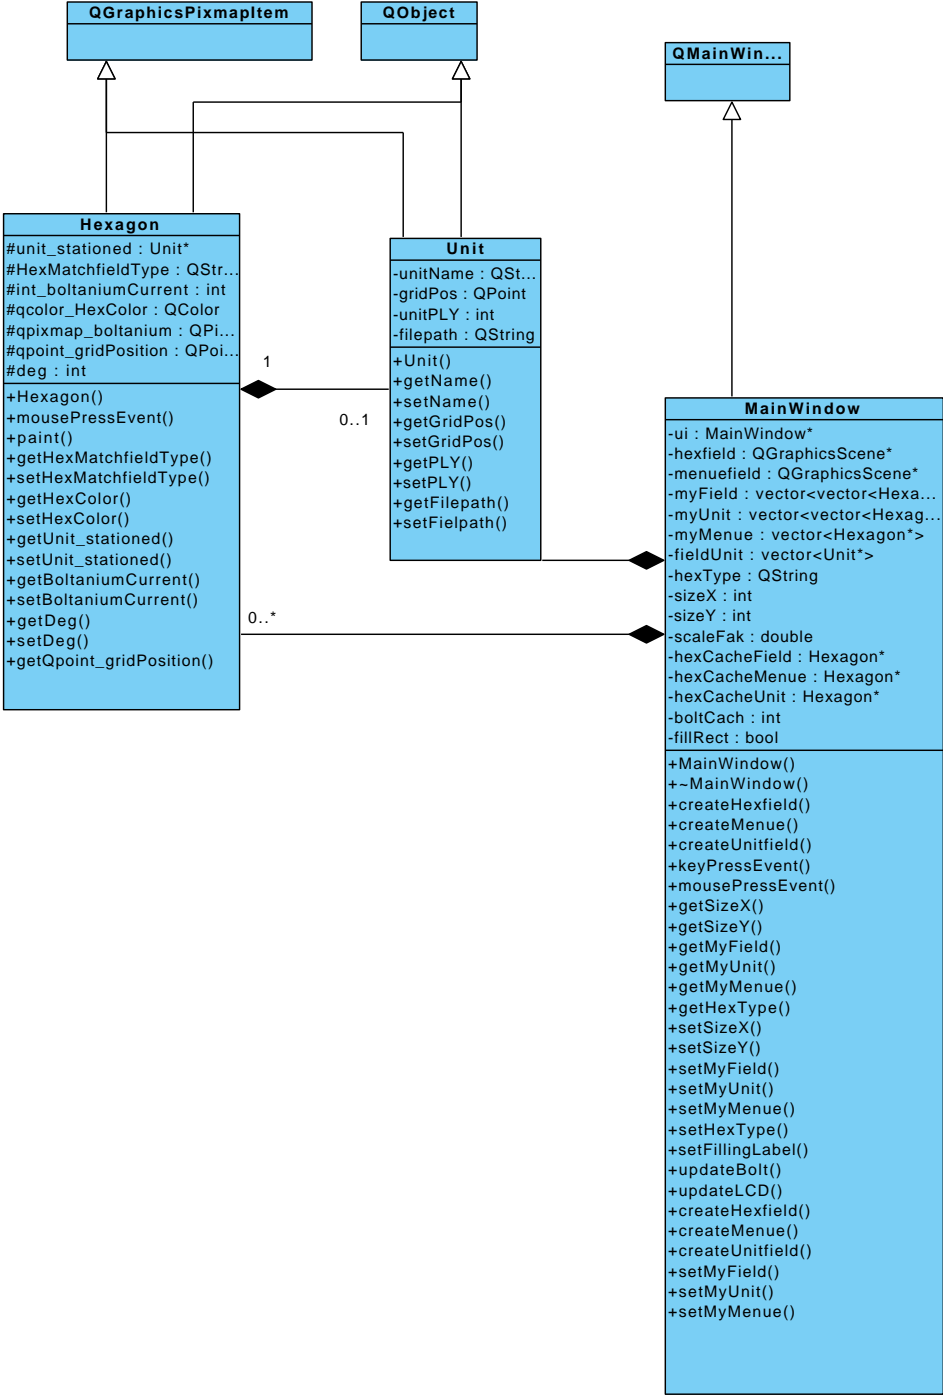 QGraphicsPixmapItem
QObject
QMainWin...
Hexagon
#unit_stationed : Unit*
#HexMatchfieldType : QStr...
#int_boltaniumCurrent : int
#qcolor_HexColor : QColor
#qpixmap_boltanium : QPi...
#qpoint_gridPosition : QPoi...
#deg : int
+Hexagon()
+mousePressEvent()
+paint()
+getHexMatchfieldType()
+setHexMatchfieldType()
+getHexColor()
+setHexColor()
+getUnit_stationed()
+setUnit_stationed()
+getBoltaniumCurrent()
+setBoltaniumCurrent()
+getDeg()
+setDeg()
+getQpoint_gridPosition()
1
0..1
0..*
Unit
-unitName : QSt...
-gridPos : QPoint
-unitPLY : int
-filepath : QString
+Unit()
+getName()
+setName()
+getGridPos()
+setGridPos()
+getPLY()
+setPLY()
+getFilepath()
+setFielpath()
MainWindow
-ui : MainWindow*
-hexfield : QGraphicsScene*
-menuefield : QGraphicsScene*
-myField : vector<vector<Hexa...
-myUnit : vector<vector<Hexag...
-myMenue : vector<Hexagon*>
-fieldUnit : vector<Unit*>
-hexType : QString
-sizeX : int
-sizeY : int
-scaleFak : double
-hexCacheField : Hexagon*
-hexCacheMenue : Hexagon*
-hexCacheUnit : Hexagon*
-boltCach : int
-fillRect : bool
+MainWindow()
+~MainWindow()
+createHexfield()
+createMenue()
+createUnitfield()
+keyPressEvent()
+mousePressEvent()
+getSizeX()
+getSizeY()
+getMyField()
+getMyUnit()
+getMyMenue()
+getHexType()
+setSizeX()
+setSizeY()
+setMyField()
+setMyUnit()
+setMyMenue()
+setHexType()
+setFillingLabel()
+updateBolt()
+updateLCD()
+createHexfield()
+createMenue()
+createUnitfield()
+setMyField()
+setMyUnit()
+setMyMenue()